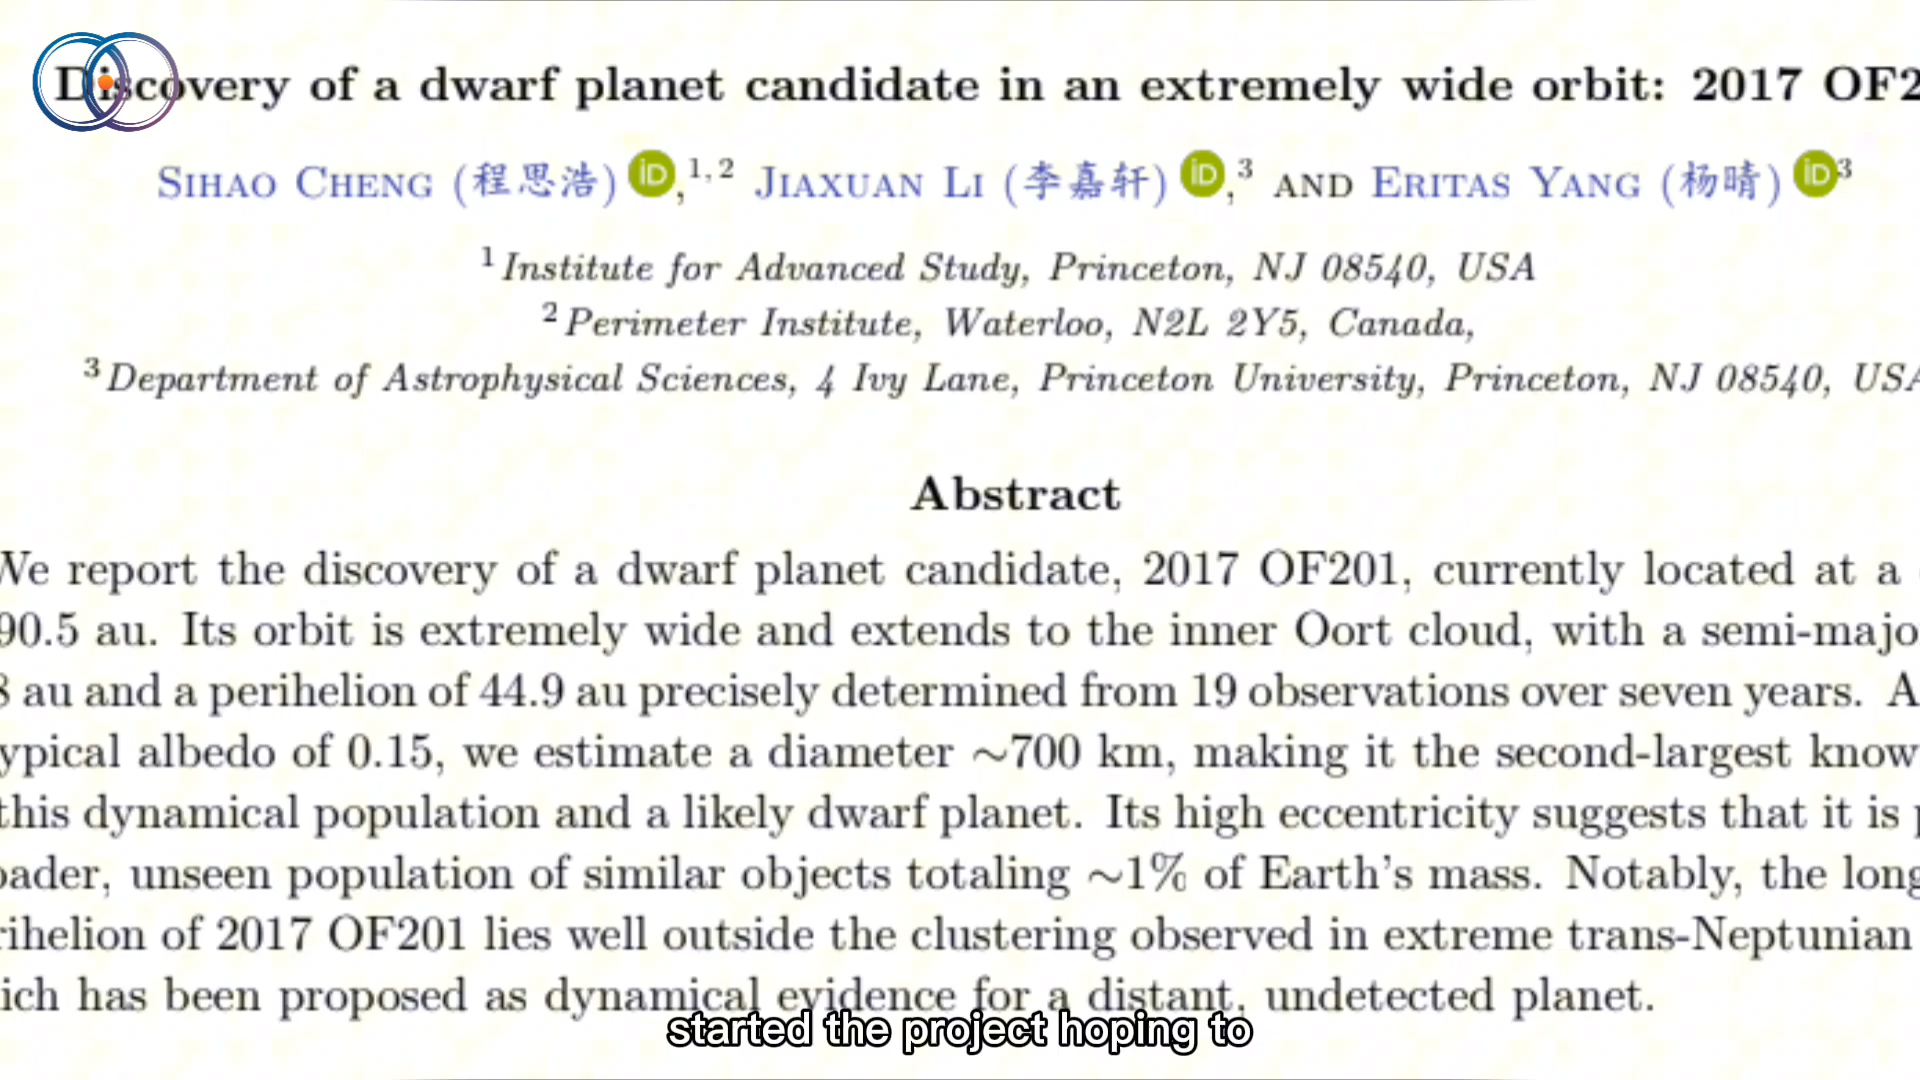 Discovery of a dwarf planet candidate in an extremely wide orbit: 2017 OF2
SIHAO CHENG (程思浩) iD,1, 2 JIAXUAN LI (李嘉轩) iD,3 AND ERITAS YANG (杨晴) iD3
1 Institute for Advanced Study, Princeton, NJ 08540, USA
2 Perimeter Institute, Waterloo, N2L 2Y5, Canada,
3 Department of Astrophysical Sciences, 4 Ivy Lane, Princeton University, Princeton, NJ 08540, USA
Abstract
We report the discovery of a dwarf planet candidate, 2017 OF201, currently located at a
90.5 au. Its orbit is extremely wide and extends to the inner Oort cloud, with a semi-majo
8 au and a perihelion of 44.9 au precisely determined from 19 observations over seven years. A
ypical albedo of 0.15, we estimate a diameter ~700 km, making it the second-largest know
this dynamical population and a likely dwarf planet. Its high eccentricity suggests that it is p
oader, unseen population of similar objects totaling ~1% of Earth's mass. Notably, the long
rihelion of 2017 OF201 lies well outside the clustering observed in extreme trans-Neptunian
ich has been proposed as dynamical evidence for a distant, undetected planet.
started the project hoping to